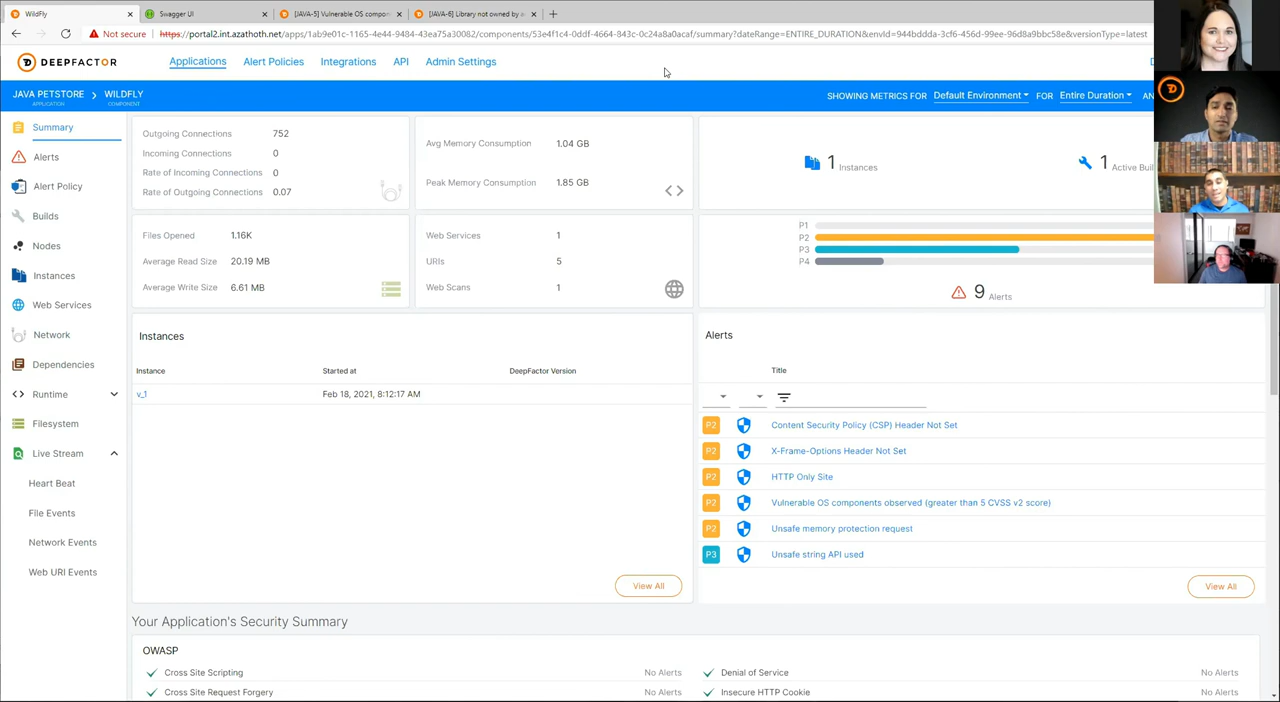 WildFly
Swagger UI
[JAVA-5] Vulnerable OS compon
[JAVA-6] Library not owned by a
Not secure
https://portal2.int.azathoth.net/apps/1ab9e01c-1165-4e44-9484-43ea75a30082/components/53e4f1c4-0ddf-4664-843c-0c24a8a0acaf/summary?dateRange=ENTIRE_DURATION&envId=944bddda-3cf6-456d-99ee-96d8a9bbc58e&versionType=latest
DEEPFACTOR
Applications
Alert Policies
Integrations
API
Admin Settings
JAVA PETSTORE > WILDFLY
APPLICATION COMPONENT
SHOWING METRICS FOR Default Environment FOR Entire Duration AN
Summary
Alerts
Alert Policy
Builds
Nodes
Instances
Web Services
Network
Dependencies
Runtime
Filesystem
Live Stream
Heart Beat
File Events
Network Events
Web URI Events
Outgoing Connections 752
Incoming Connections 0
Rate of Incoming Connections 0
Rate of Outgoing Connections 0.07
Avg Memory Consumption 1.04 GB
Peak Memory Consumption 1.85 GB
1 Instances
1 Active Buil
Files Opened 1.16K
Average Read Size 20.19 MB
Average Write Size 6.61 MB
Web Services 1
URIs 5
Web Scans 1
P1
P2
P3
P4
9 Alerts
Instances
Instance Started at DeepFactor Version
v_1 Feb 18, 2021, 8:12:17 AM
View All
Alerts
Title
P2 Content Security Policy (CSP) Header Not Set
P2 X-Frame-Options Header Not Set
P2 HTTP Only Site
P2 Vulnerable OS components observed (greater than 5 CVSS v2 score)
P2 Unsafe memory protection request
P3 Unsafe string API used
View All
Your Application's Security Summary
OWASP
Cross Site Scripting No Alerts
Denial of Service No Alerts
Cross Site Request Forgery No Alerts
Insecure HTTP Cookie No Alerts